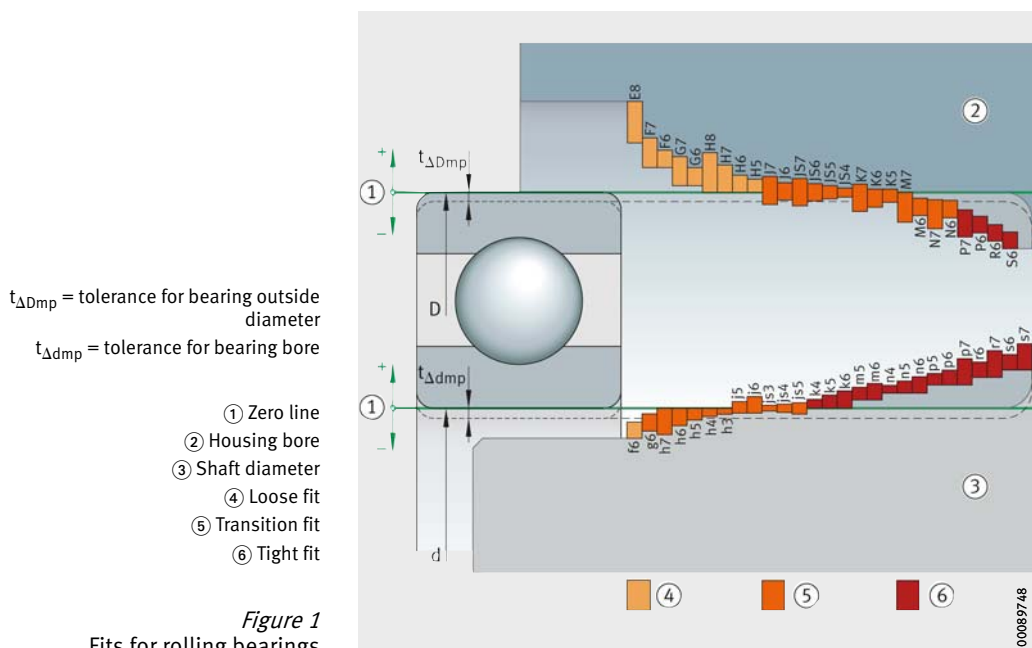 t∆Dmp = tolerance for bearing outside
diameter
t∆dmp = tolerance for bearing bore
① Zero line
② Housing bore
③ Shaft diameter
④ Loose fit
⑤ Transition fit
⑥ Tight fit
Figure 1
Fits for rolling bearings
E8
F7
F6
G7
G6
H8
H7
H6
H5
J7
J6
JS7
JS6
JS5
JS4
K7
K6
K5
M7
M6
N7
N6
P7
P6
R6
S6
②
+
t∆Dmp
①
−
D
+
t∆dmp
①
−
f6
g6
h7
h6
h5
h4
h3
j5
j6
js3
js4
js5
k4
k5
k6
m5
m6
n4
n5
n6
p5
p6
p7
r6
r7
s6
s7
③
d
④
⑤
⑥
00089748